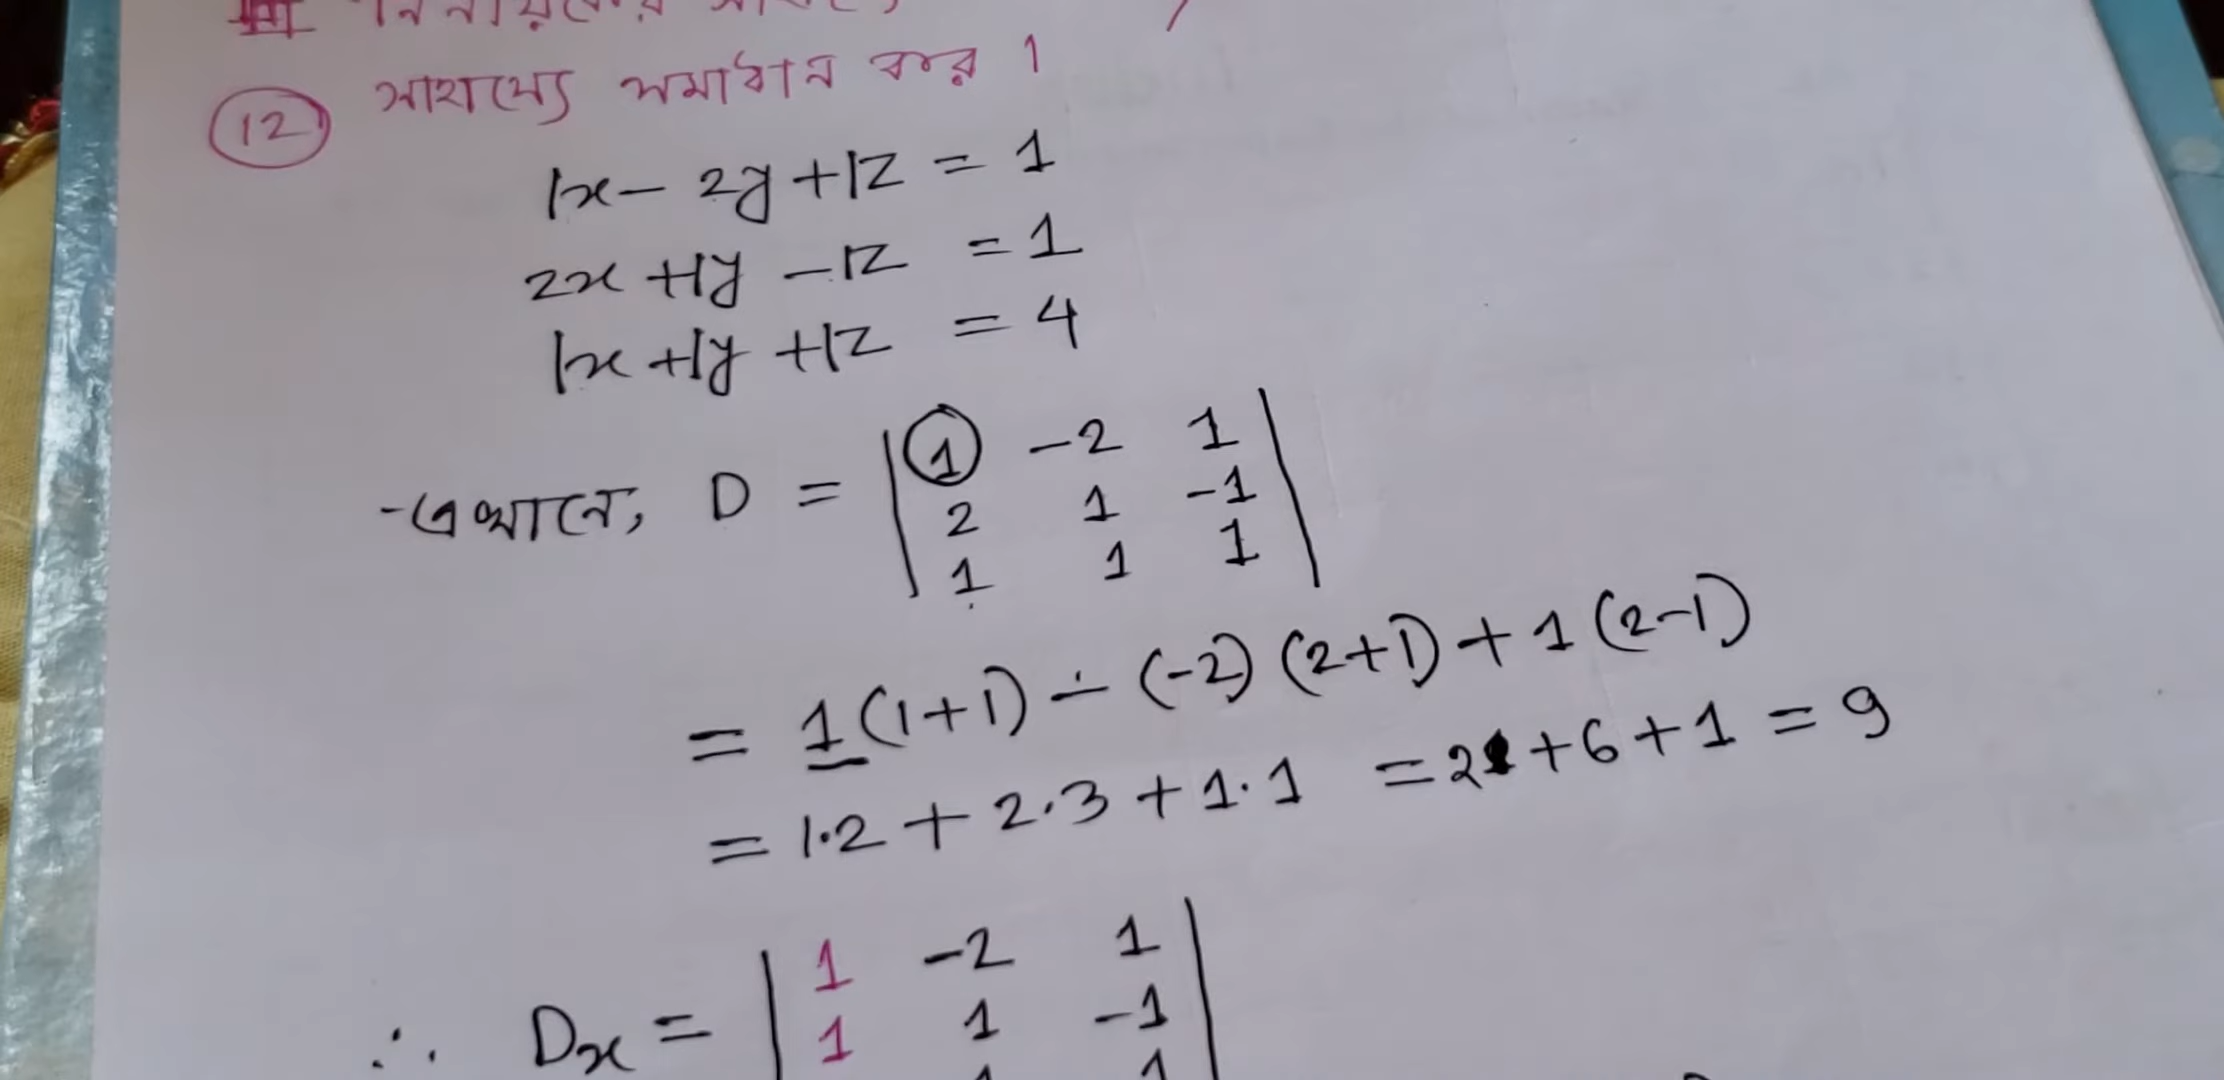 নির্নায়কের
(12) সাহায্যে সমাধান কর ।
1x - 2y + 1z = 1
2x + 1y - 1z = 1
1x + 1y + 1z = 4
এখানে, D = | 1 -2 1 |
2 1 -1
1 1 1
= 1(1+1) - (-2) (2+1) + 1 (2-1)
= 1.2 + 2.3 + 1.1 = 2 + 6 + 1 = 9
∴ Dx = | 1 -2 1 |
1 1 -1
1 1